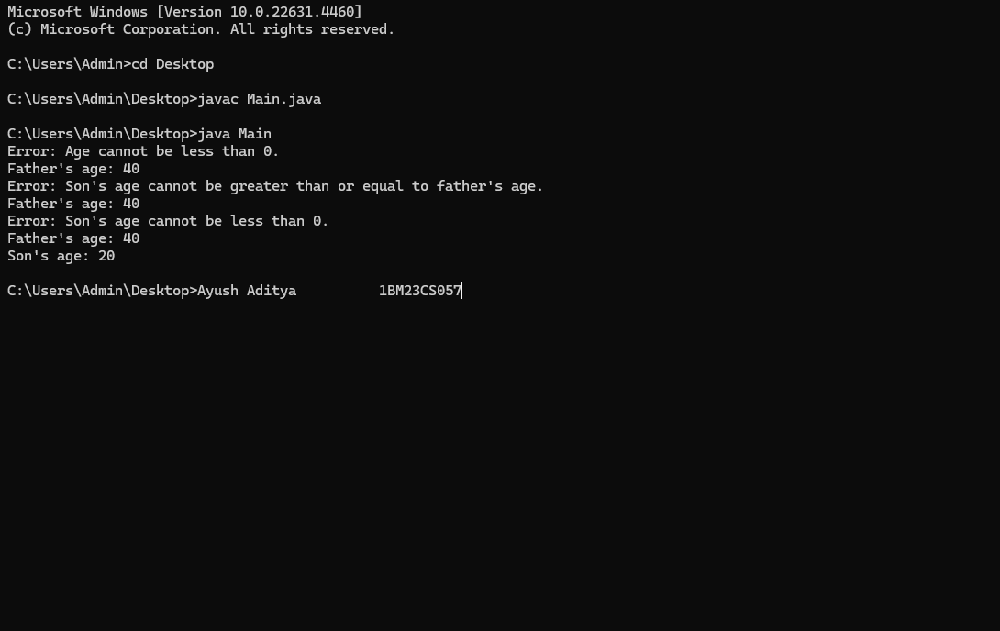 Microsoft Windows [Version 10.0.22631.4460]
(c) Microsoft Corporation. All rights reserved.
C:\Users\Admin>cd Desktop
C:\Users\Admin\Desktop>javac Main.java
C:\Users\Admin\Desktop>java Main
Error: Age cannot be less than 0.
Father's age: 40
Error: Son's age cannot be greater than or equal to father's age.
Father's age: 40
Error: Son's age cannot be less than 0.
Father's age: 40
Son's age: 20
C:\Users\Admin\Desktop>Ayush Aditya          1BM23CS057